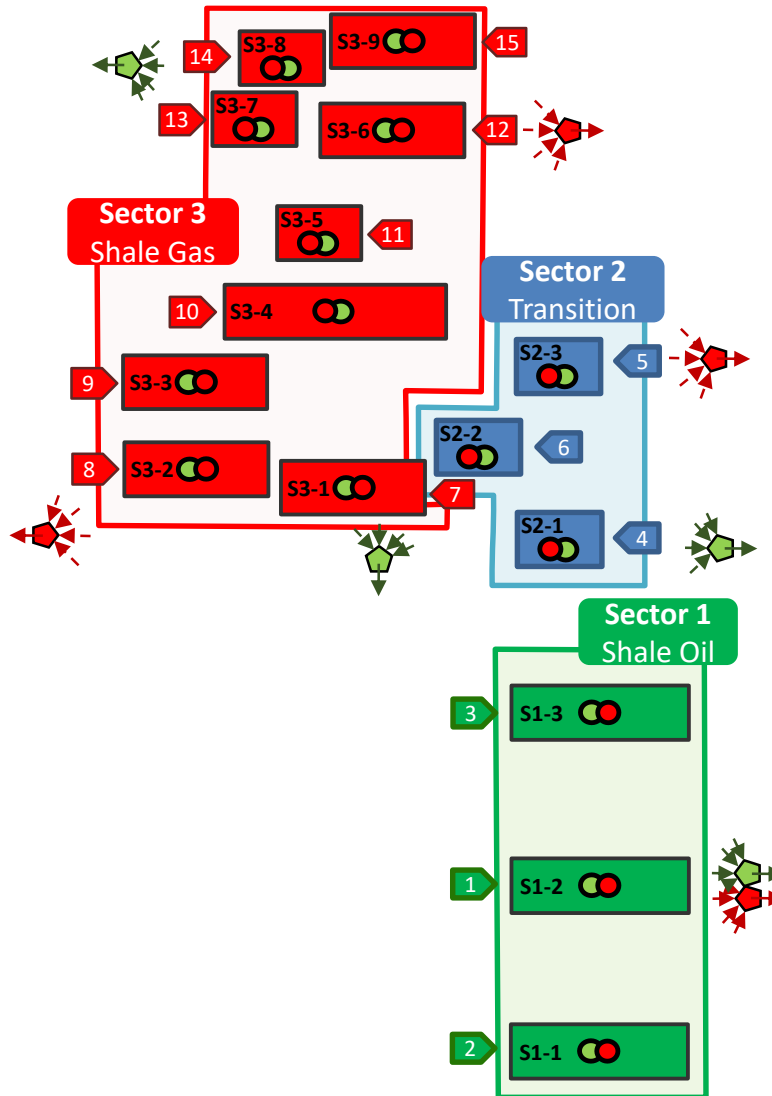 14
S3-8
S3-9
15
13
S3-7
S3-6
12
Sector 3
Shale Gas
S3-5
11
Sector 2
Transition
10
S3-4
S2-3
5
9
S3-3
S2-2
6
8
S3-2
S3-1
7
S2-1
4
Sector 1
Shale Oil
3
S1-3
1
S1-2
2
S1-1